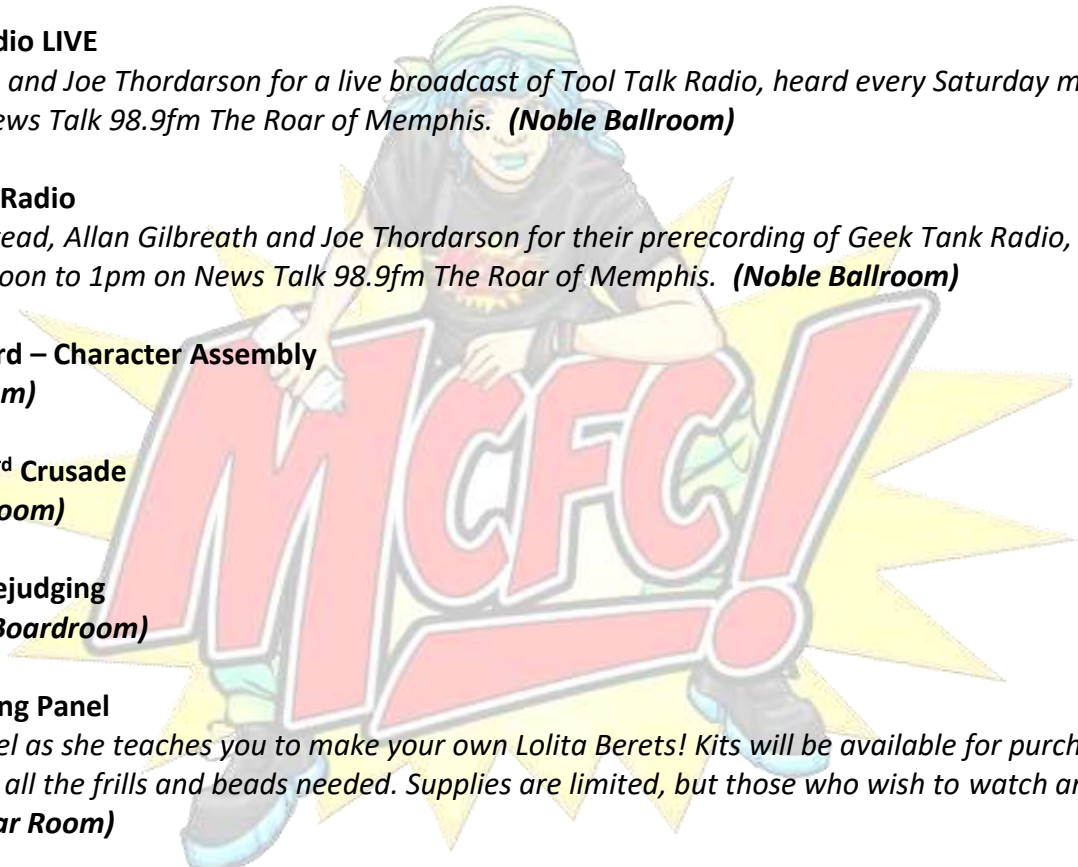 dio LIVE
and Joe Thordarson for a live broadcast of Tool Talk Radio, heard every Saturday m
ews Talk 98.9fm The Roar of Memphis. (Noble Ballroom)
Radio
ead, Allan Gilbreath and Joe Thordarson for their prerecording of Geek Tank Radio,
oon to 1pm on News Talk 98.9fm The Roar of Memphis. (Noble Ballroom)
rd – Character Assembly
m)
rd Crusade
oom)
ejudging
Boardroom)
ng Panel
el as she teaches you to make your own Lolita Berets! Kits will be available for purch
all the frills and beads needed. Supplies are limited, but those who wish to watch ar
ar Room)
MCFC!